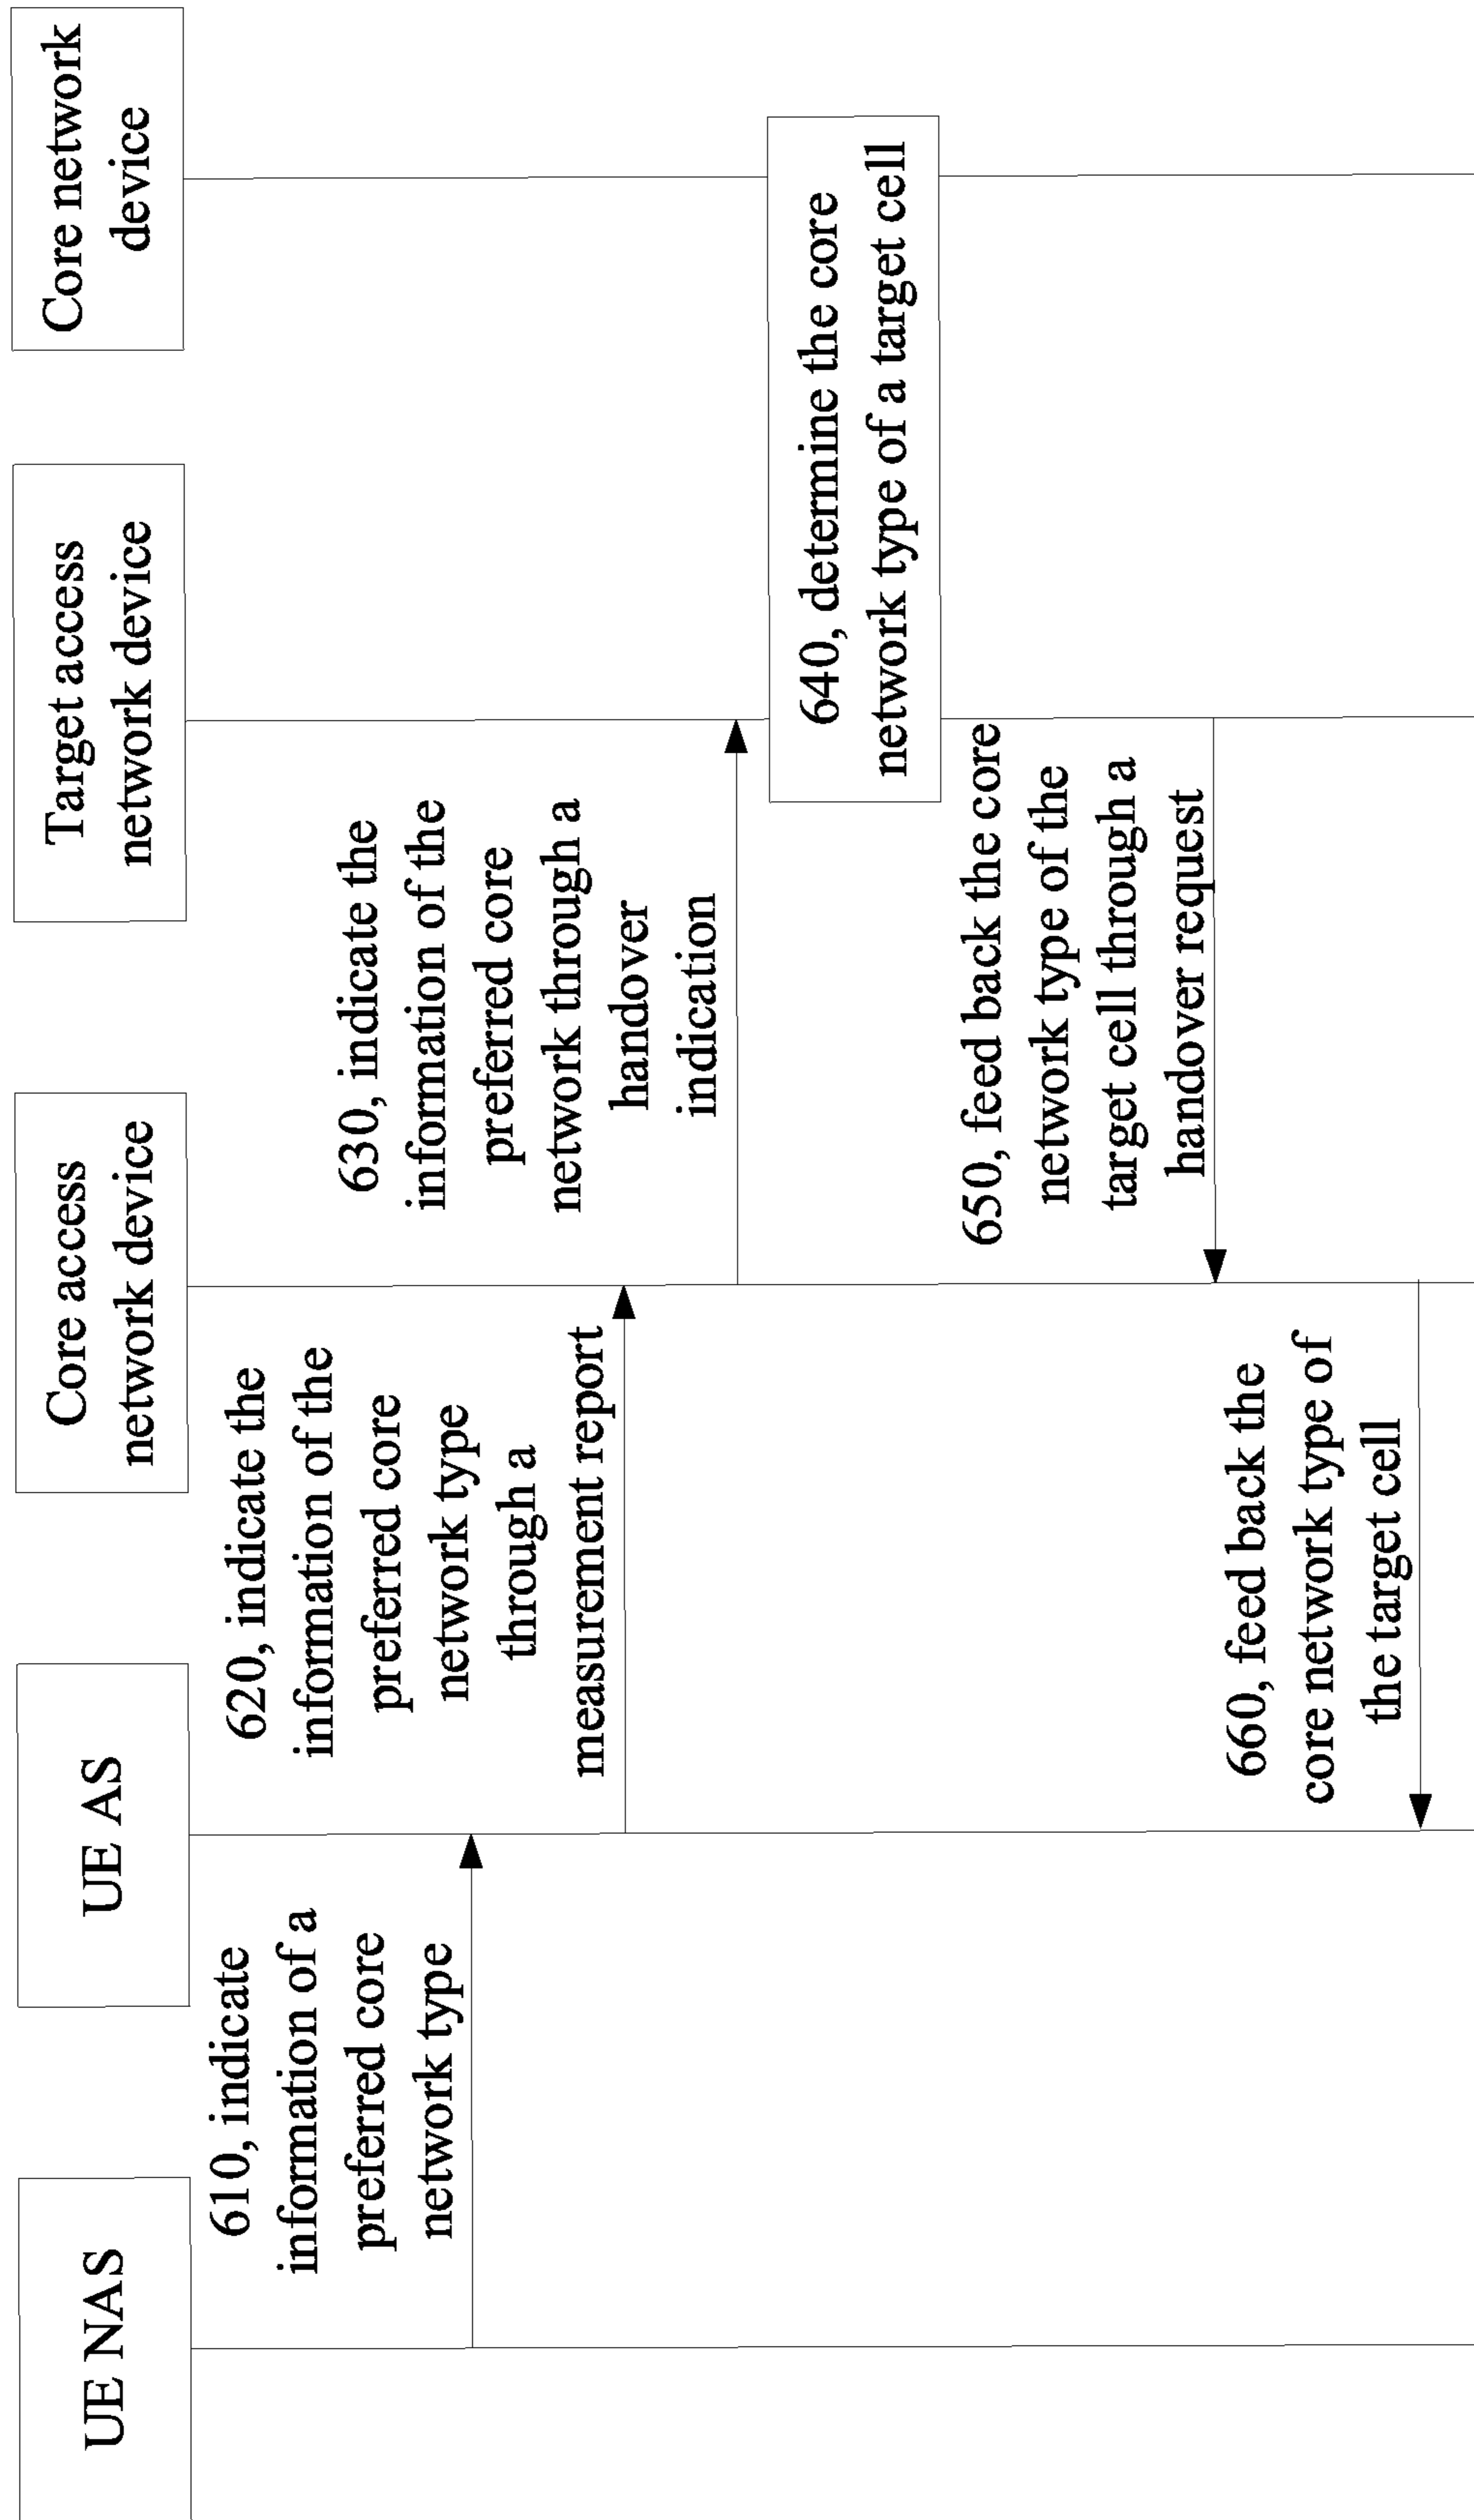 UE NAS
UE AS
Core access
network device
Target access
network device
Core network
device
610, indicate
information of a
preferred core
network type
620, indicate the
information of the
preferred core
network type
through a
measurement report
630, indicate the
information of the
preferred core
network through a
handover
indication
640, determine the core
network type of a target cell
650, feed back the core
network type of the
target cell through a
handover request
660, feed back the
core network type of
the target cell